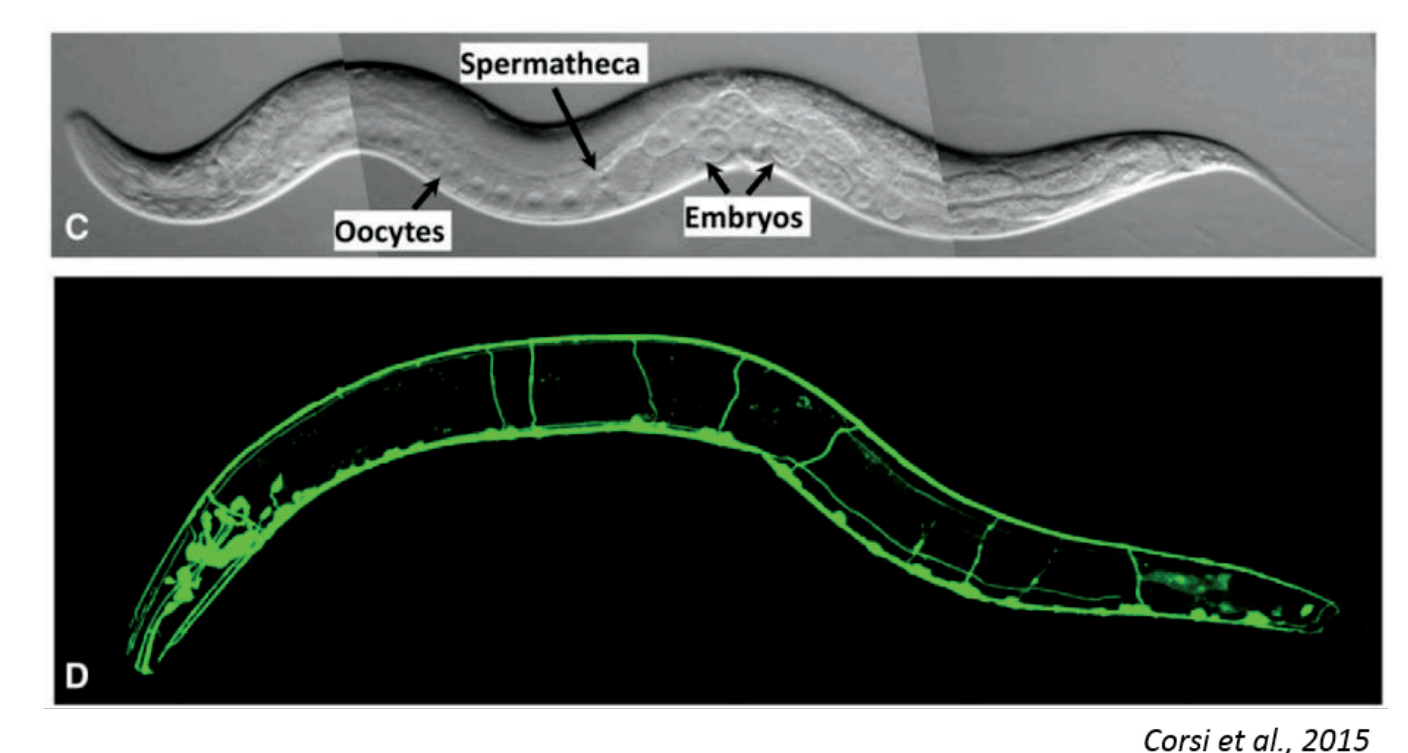 Spermatheca
Oocytes
Embryos
C
D
Corsi et al., 2015